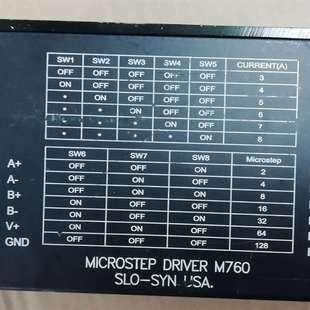 SW1 SW2 SW3 SW4 SW5 CURRENT(A)
OFF OFF OFF OFF OFF 3
ON OFF OFF OFF OFF 4
* ON OFF OFF OFF 5
* * ON OFF OFF 6
* * * ON OFF 7
* * * * ON 8
A+
A-
B+
B-
V+
GND
SW6 SW7 SW8 Microstep
OFF OFF OFF 2
ON OFF OFF 4
OFF ON OFF 8
ON ON OFF 16
OFF OFF ON 32
ON OFF ON 64
OFF ON ON 128
MICROSTEP DRIVER M760
SLO-SYN USA.